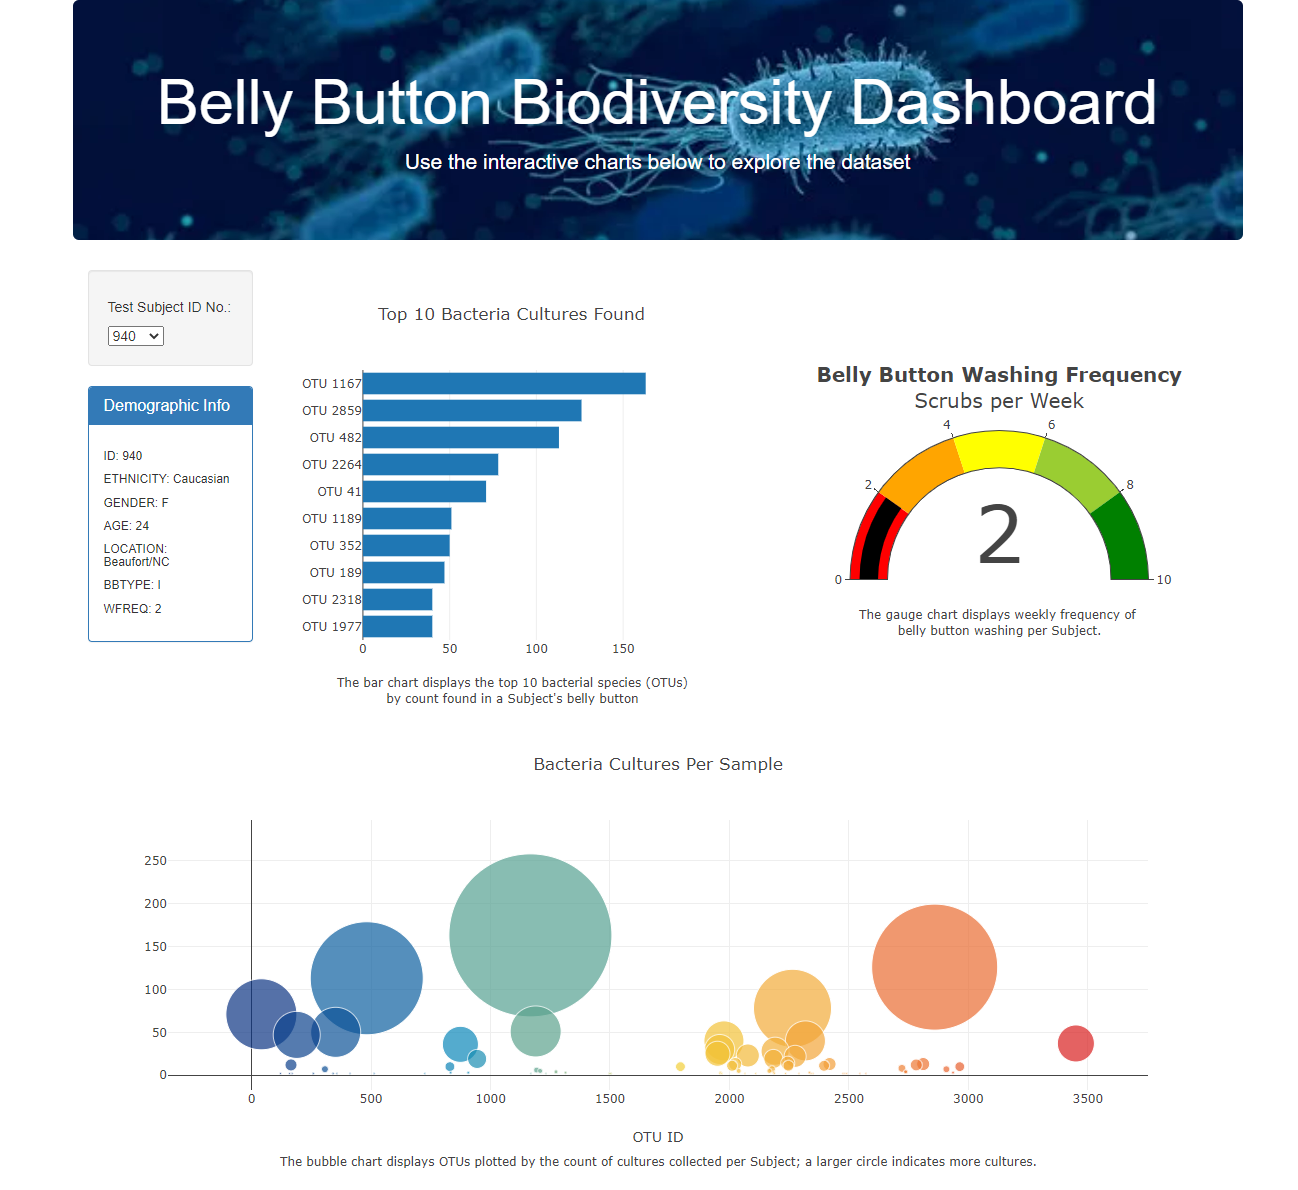 Belly Button Biodiversity Dashboard
Use the interactive charts below to explore the dataset
Test Subject ID No.:
940
Demographic Info
ID: 940
ETHNICITY: Caucasian
GENDER: F
AGE: 24
LOCATION:
Beaufort/NC
BBTYPE: I
WFREQ: 2
Top 10 Bacteria Cultures Found
OTU 1167
OTU 2859
OTU 482
OTU 2264
OTU 41
OTU 1189
OTU 352
OTU 189
OTU 2318
OTU 1977
0 50 100 150
The bar chart displays the top 10 bacterial species (OTUs)
by count found in a Subject's belly button
Belly Button Washing Frequency
Scrubs per Week
4 6
2 8
2
0 10
The gauge chart displays weekly frequency of
belly button washing per Subject.
Bacteria Cultures Per Sample
250
200
150
100
50
0
0 500 1000 1500 2000 2500 3000 3500
OTU ID
The bubble chart displays OTUs plotted by the count of cultures collected per Subject; a larger circle indicates more cultures.